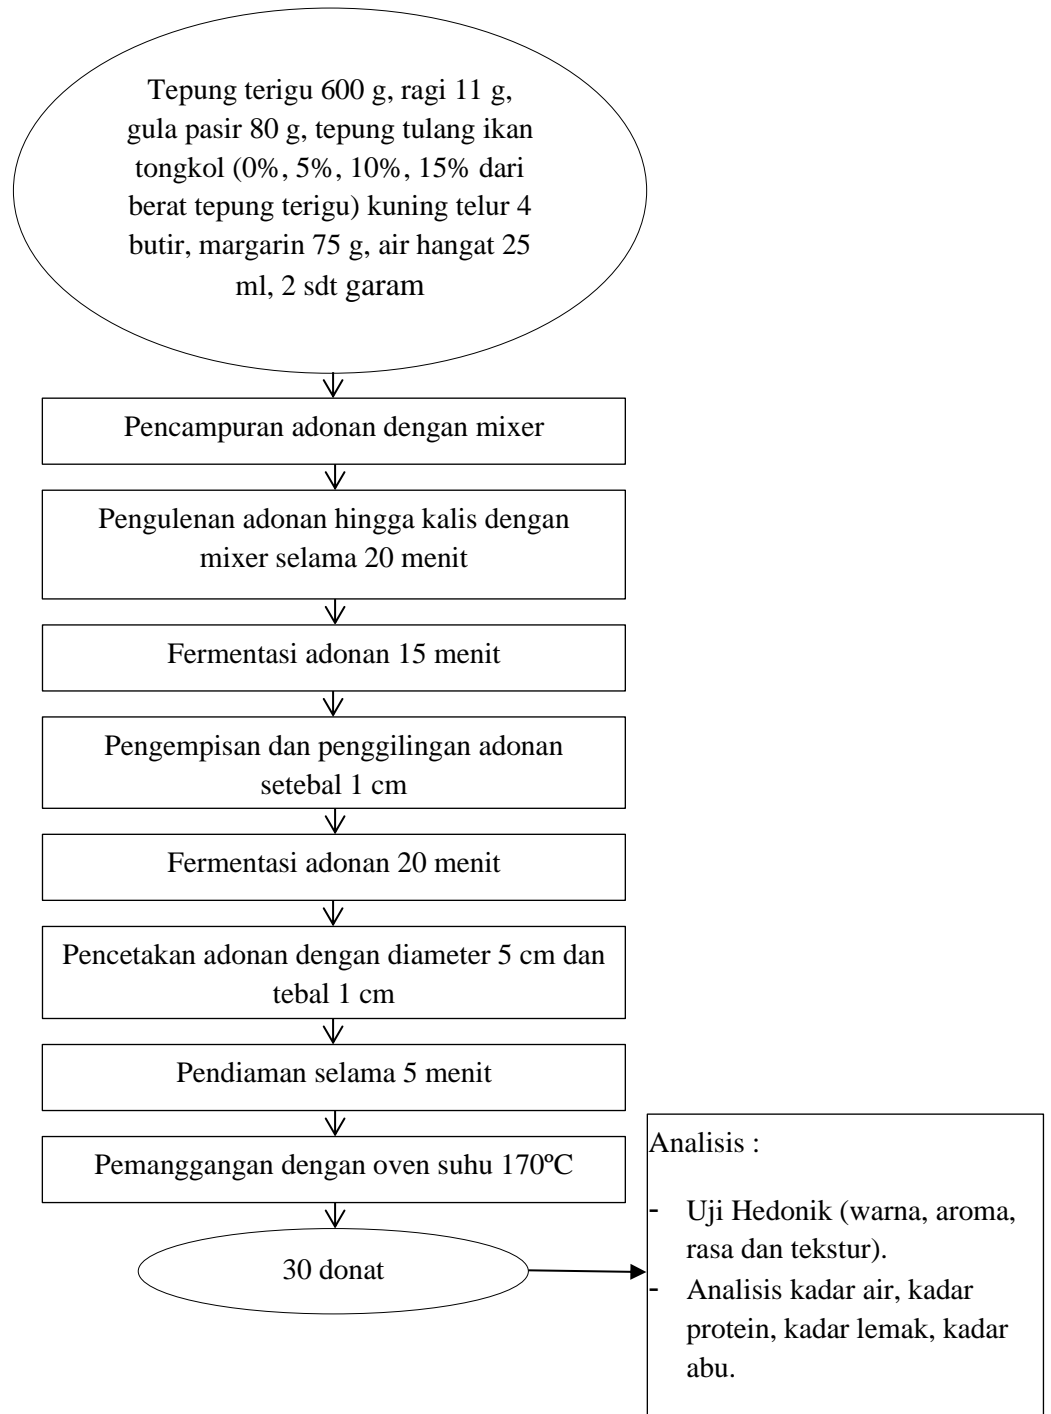 Tepung terigu 600 g, ragi 11 g,
gula pasir 80 g, tepung tulang ikan
tongkol (0%, 5%, 10%, 15% dari
berat tepung terigu) kuning telur 4
butir, margarin 75 g, air hangat 25
ml, 2 sdt garam
Pencampuran adonan dengan mixer
Pengulenan adonan hingga kalis dengan
mixer selama 20 menit
Fermentasi adonan 15 menit
Pengempisan dan penggilingan adonan
setebal 1 cm
Fermentasi adonan 20 menit
Pencetakan adonan dengan diameter 5 cm dan
tebal 1 cm
Pendiaman selama 5 menit
Pemanggangan dengan oven suhu 170ºC
30 donat
Analisis :
- Uji Hedonik (warna, aroma,
rasa dan tekstur).
- Analisis kadar air, kadar
protein, kadar lemak, kadar
abu.